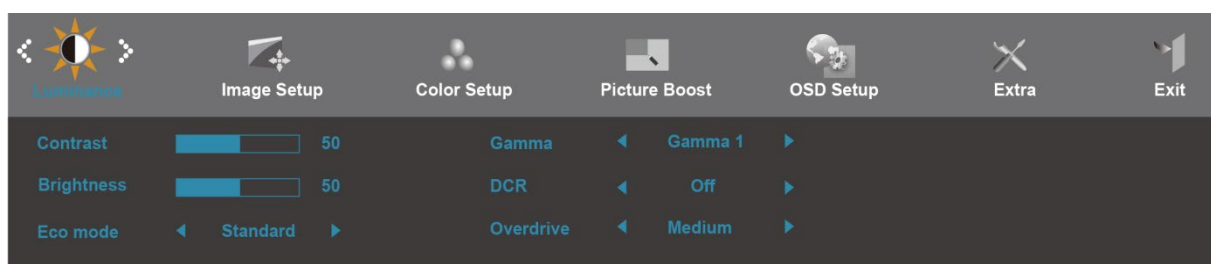 Luminance Image Setup Color Setup Picture Boost OSD Setup Extra Exit
Contrast 50 Gamma Gamma 1
Brightness 50 DCR Off
Eco mode Standard Overdrive Medium